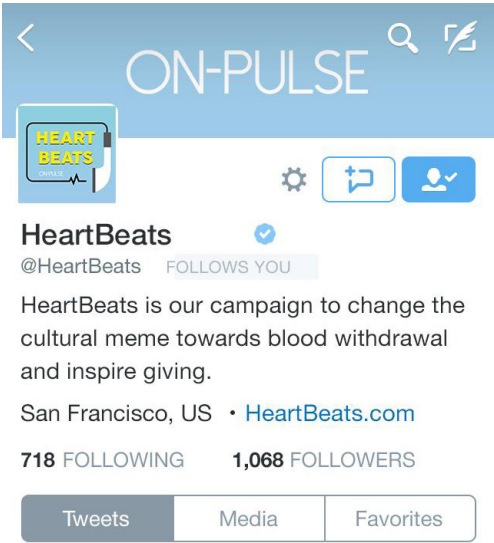 ON-PULSE
HEART
BEATS
ON-PULSE
HeartBeats
@HeartBeats FOLLOWS YOU
HeartBeats is our campaign to change the
cultural meme towards blood withdrawal
and inspire giving.
San Francisco, US • HeartBeats.com
718 FOLLOWING 1,068 FOLLOWERS
Tweets Media Favorites